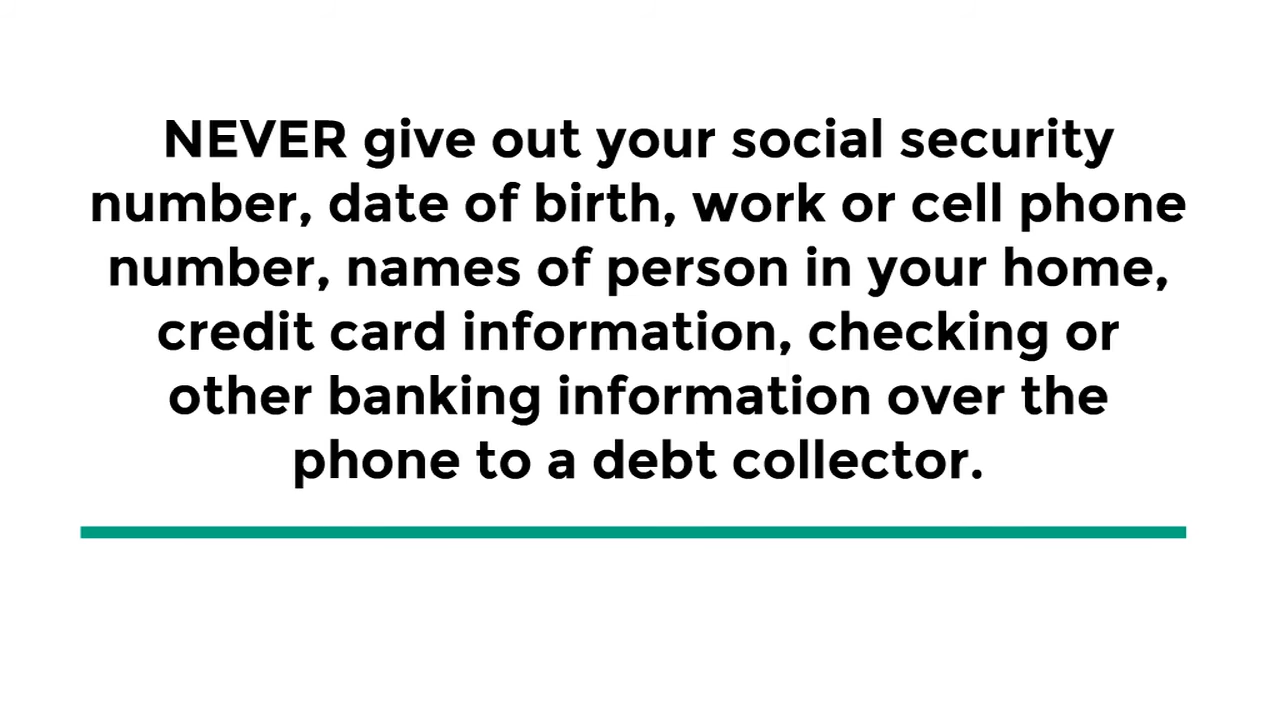 NEVER give out your social security
number, date of birth, work or cell phone
number, names of person in your home,
credit card information, checking or
other banking information over the
phone to a debt collector.